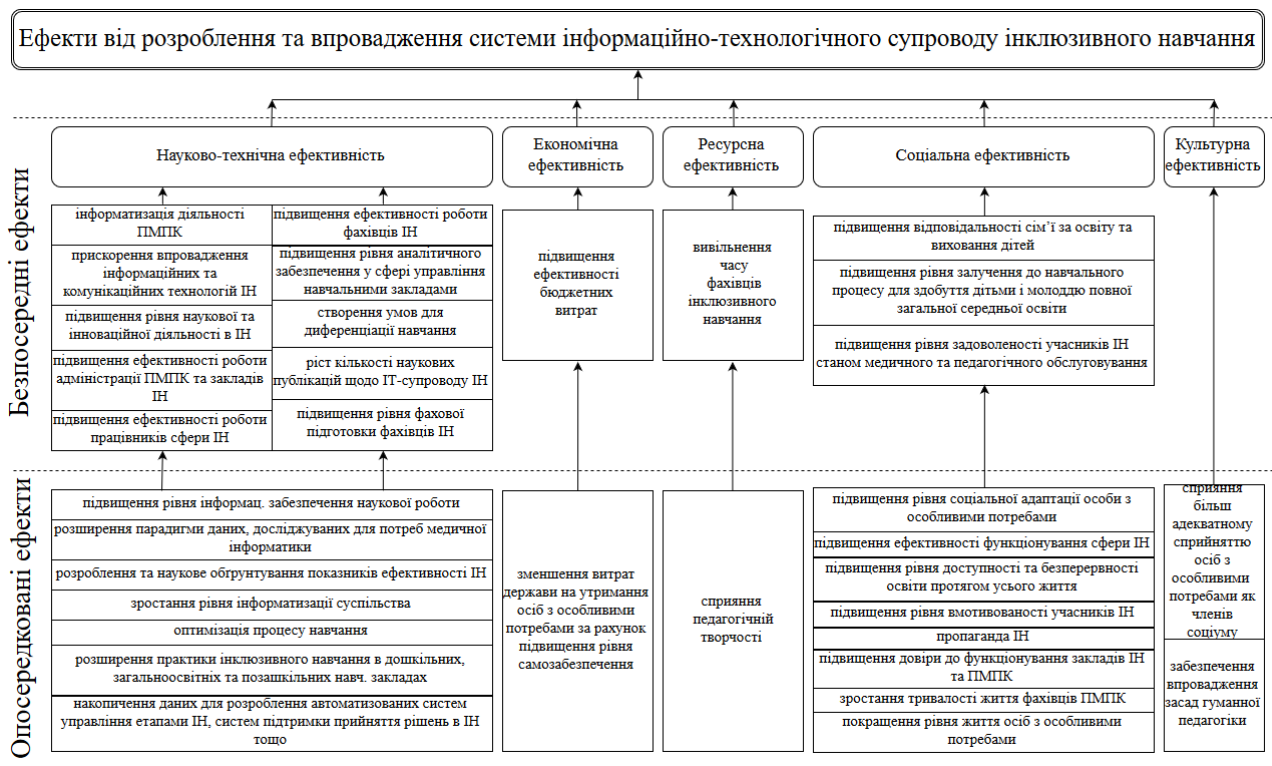 Ефекти від розроблення та впровадження системи інформаційно-технологічного супроводу інклюзивного навчання
Безпосередні ефекти
Науково-технічна ефективність
Економічна
ефективність
Ресурсна
ефективність
Соціальна ефективність
Культурна
ефективність
інформатизація діяльності
ПМПК
прискорення впровадження
інформаційних та
комунікаційних технологій ІН
підвищення рівня наукової та
інноваційної діяльності в ІН
підвищення ефективності роботи
адміністрації ПМПК та закладів
ІН
підвищення ефективності роботи
працівників сфери ІН
підвищення ефективності роботи
фахівців ІН
підвищення рівня аналітичного
забезпечення у сфері управління
навчальними закладами
створення умов для
диференціації навчання
ріст кількості наукових
публікацій щодо ІТ-супроводу ІН
підвищення рівня фахової
підготовки фахівців ІН
підвищення
ефективності
бюджетних
витрат
вивільнення
часу
фахівців
інклюзивного
навчання
підвищення відповідальності сім’ї за освіту та
виховання дітей
підвищення рівня залучення до навчального
процесу для здобуття дітьми і молоддю повної
загальної середньої освіти
підвищення рівня задоволеності учасників ІН
станом медичного та педагогічного обслуговування
Опосередковані ефекти
підвищення рівня інформац. забезпечення наукової роботи
розширення парадигми даних, досліджуваних для потреб медичної
інформатики
розроблення та наукове обґрунтування показників ефективності ІН
зростання рівня інформатизації суспільства
оптимізація процесу навчання
розширення практики інклюзивного навчання в дошкільних,
загальноосвітніх та позашкільних навч. закладах
накопичення даних для розроблення автоматизованих систем
управління етапами ІН, систем підтримки прийняття рішень в ІН
тощо
зменшення витрат
держави на утримання
осіб з особливими
потребами за рахунок
підвищення рівня
самозабезпечення
сприяння
педагогічній
творчості
підвищення рівня соціальної адаптації особи з
особливими потребами
підвищення ефективності функціонування сфери ІН
підвищення рівня доступності та безперервності
освіти протягом усього життя
підвищення рівня вмотивованості учасників ІН
пропаганда ІН
підвищення довіри до функціонування закладів ІН
та ПМПК
зростання тривалості життя фахівців ПМПК
покращення рівня життя осіб з особливими
потребами
сприяння
більш
адекватному
сприйняттю
осіб з
особливими
потребами як
членів
соціуму
забезпечення
впровадження
засад гуманної
педагогіки